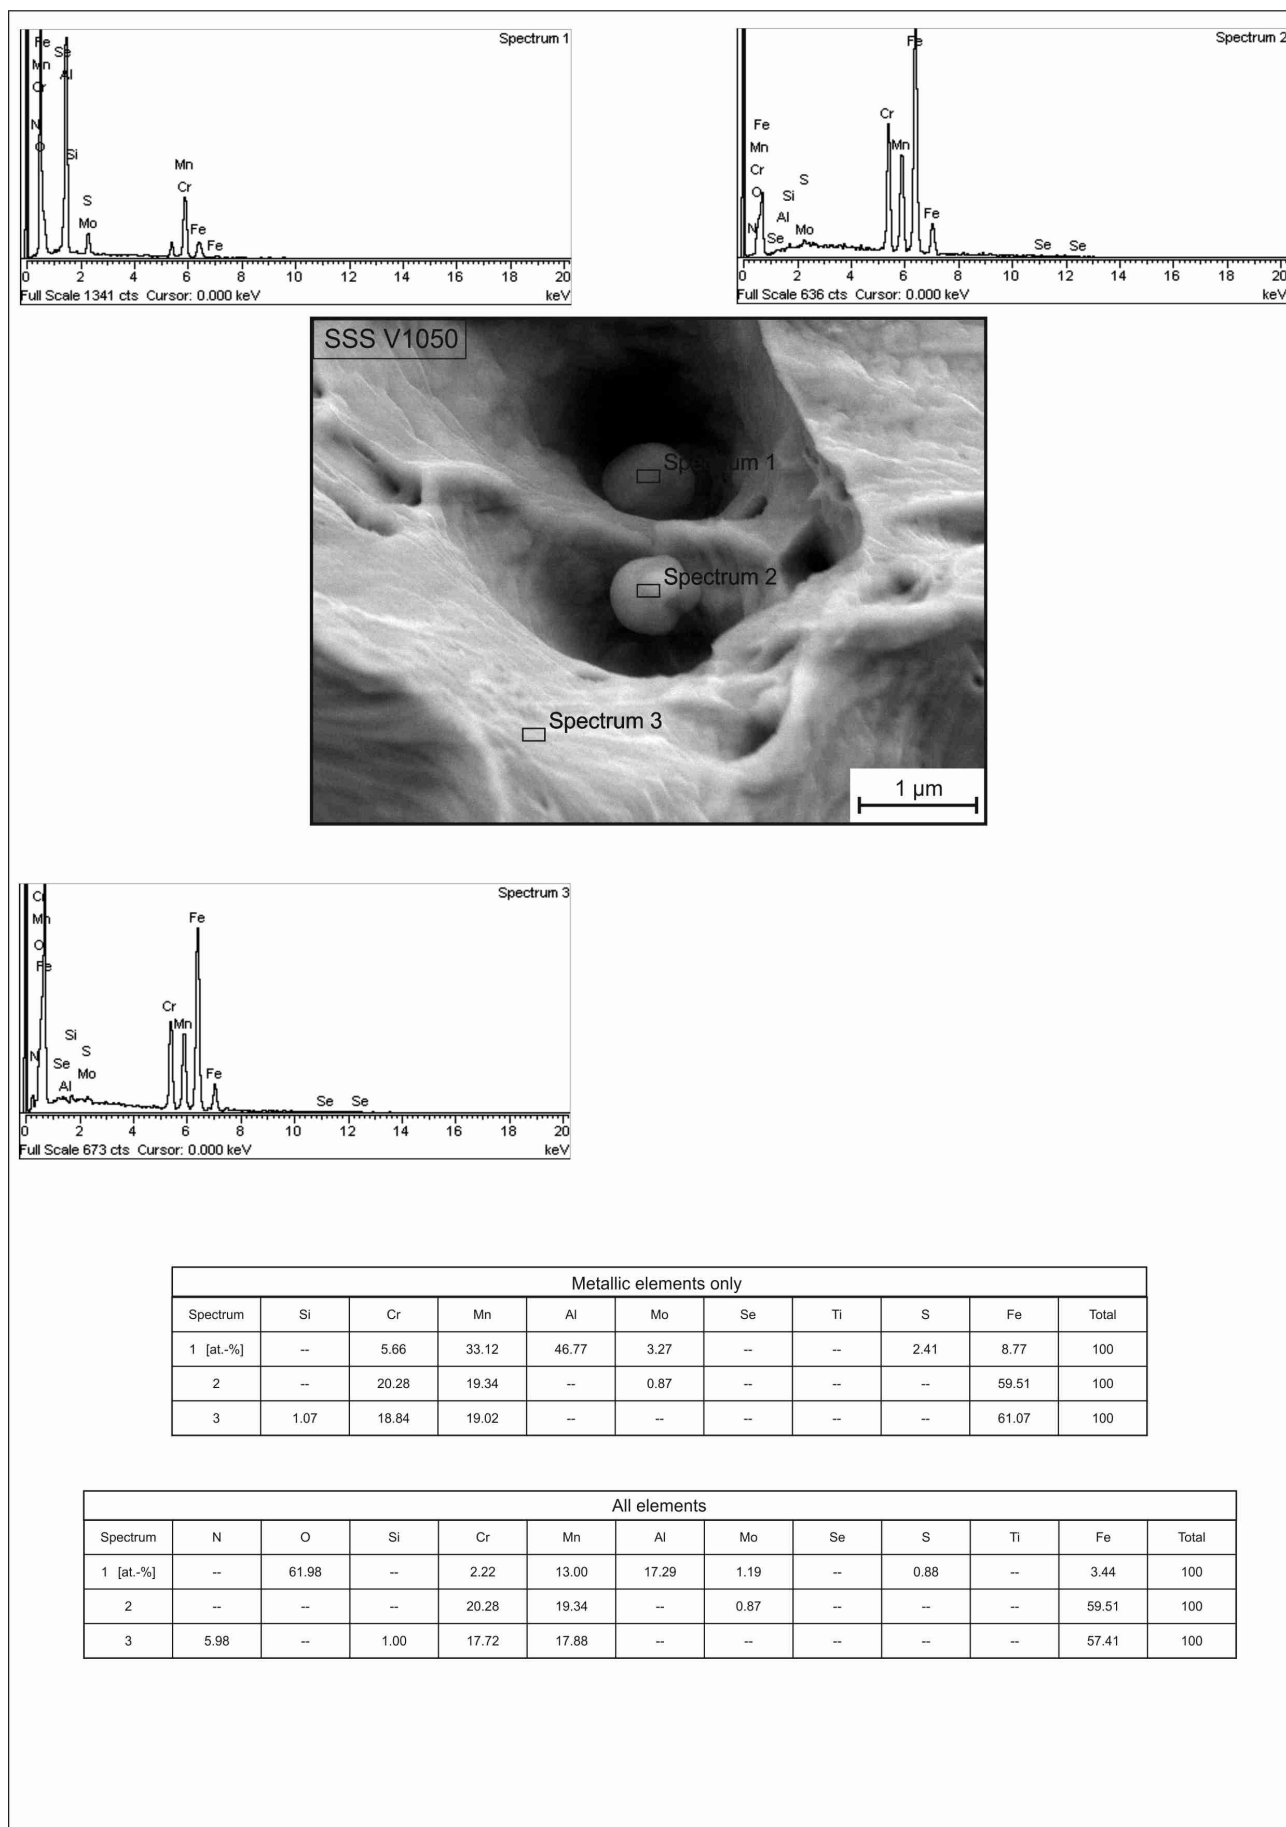 Spectrum 1
Fe
Se
Mn
Al
Cr
N
O
Si
Mn
S
Cr
Mo
Fe
Fe
0 2 4 6 8 10 12 14 16 18 20
Full Scale 1341 cts Cursor: 0.000 keV keV
Spectrum 2
Fe
Cr
Fe
Mn
Mn
Cr
S
O
Si
Al
Fe
N
Se
Mo
Se
Se
0 2 4 6 8 10 12 14 16 18 20
Full Scale 636 cts Cursor: 0.000 keV keV
SSS V1050
Spectrum 1
Spectrum 2
Spectrum 3
1 µm
Spectrum 3
Cr
Mn
Fe
O
Fe
Cr
Mn
Si
S
N
Se
Mo
Al
Fe
Se
Se
0 2 4 6 8 10 12 14 16 18 20
Full Scale 673 cts Cursor: 0.000 keV keV
Metallic elements only
Spectrum Si Cr Mn Al Mo Se Ti S Fe Total
1 [at.-%] -- 5.66 33.12 46.77 3.27 -- -- 2.41 8.77 100
2 -- 20.28 19.34 -- 0.87 -- -- -- 59.51 100
3 1.07 18.84 19.02 -- -- -- -- -- 61.07 100
All elements
Spectrum N O Si Cr Mn Al Mo Se S Ti Fe Total
1 [at.-%] -- 61.98 -- 2.22 13.00 17.29 1.19 -- 0.88 -- 3.44 100
2 -- -- -- 20.28 19.34 -- 0.87 -- -- -- 59.51 100
3 5.98 -- 1.00 17.72 17.88 -- -- -- -- -- 57.41 100